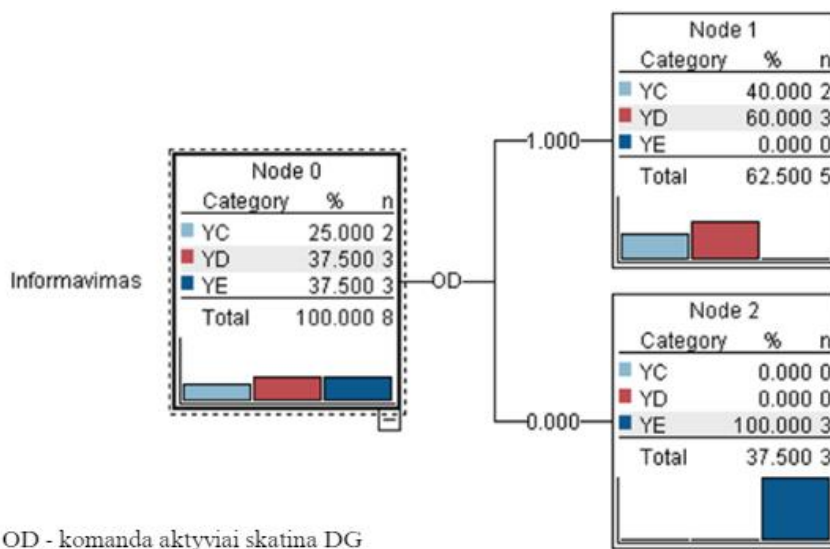 Informavimas
Node 0
Category % n
YC 25.000 2
YD 37.500 3
YE 37.500 3
Total 100.000 8
OD
1.000
Node 1
Category % n
YC 40.000 2
YD 60.000 3
YE 0.000 0
Total 62.500 5
0.000
Node 2
Category % n
YC 0.000 0
YD 0.000 0
YE 100.000 3
Total 37.500 3
OD - komanda aktyviai skatina DG